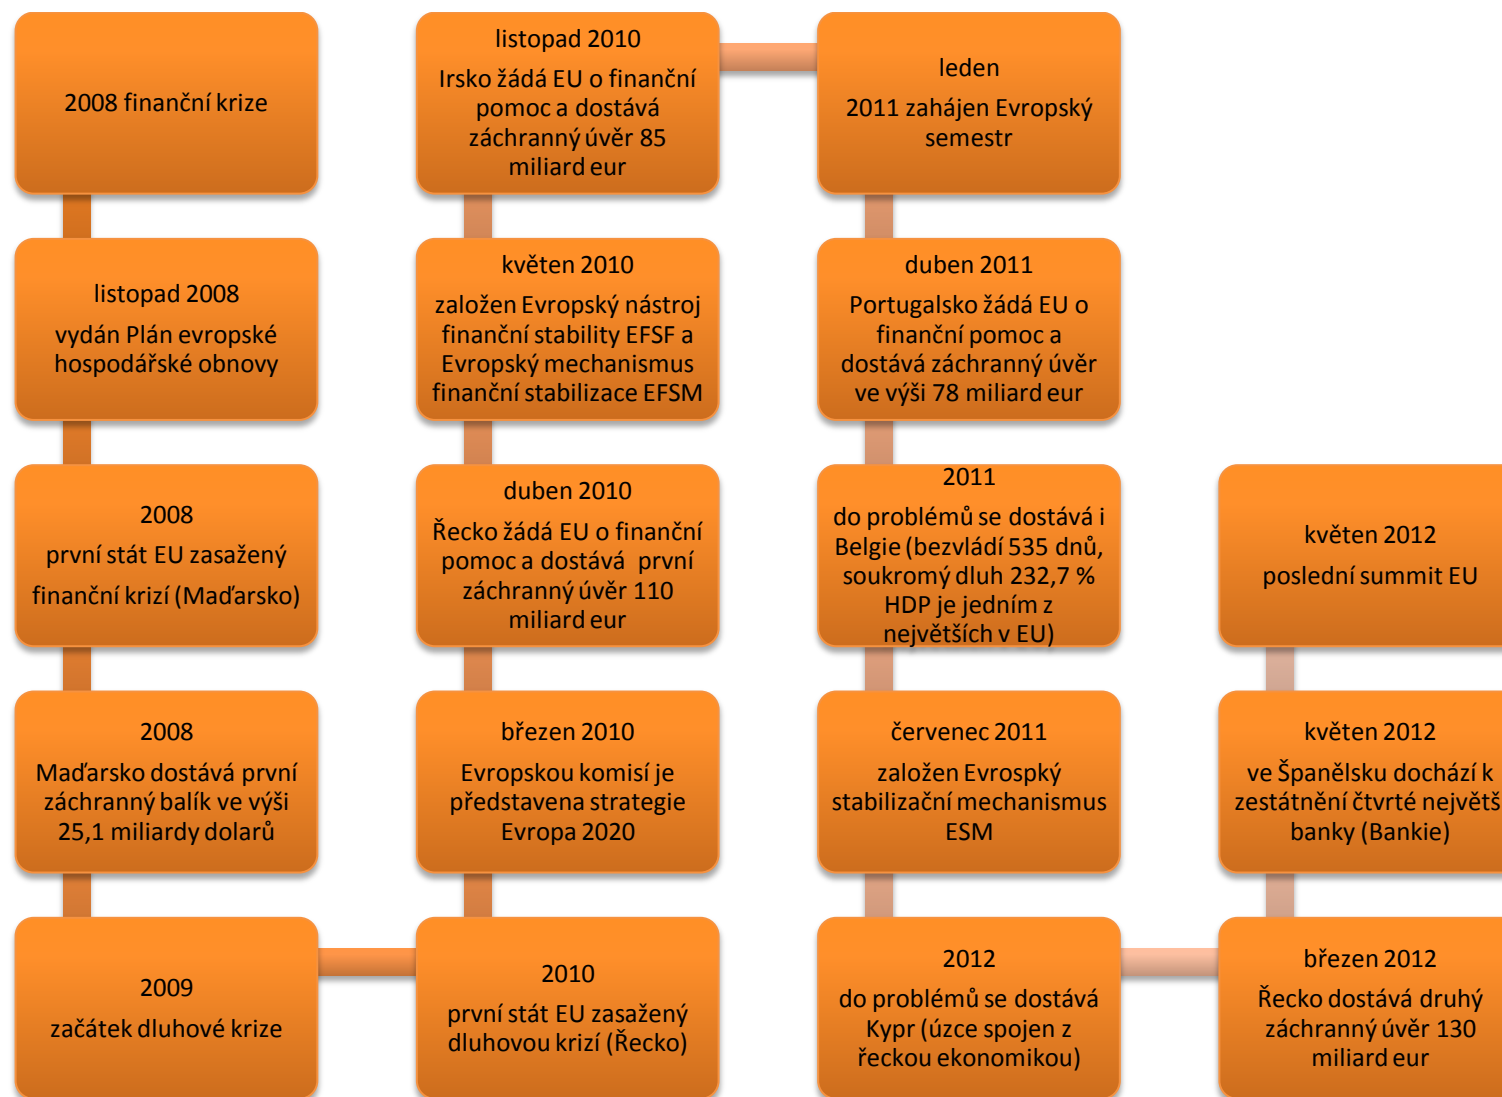 2008 finanční krize
listopad 2008
vydán Plán evropské
hospodářské obnovy
2008
první stát EU zasažený
finanční krizí (Maďarsko)
2008
Maďarsko dostává první
záchranný balík ve výši
25,1 miliardy dolarů
2009
začátek dluhové krize
2010
první stát EU zasažený
dluhovou krizí (Řecko)
březen 2010
Evropskou komisí je
představena strategie
Evropa 2020
duben 2010
Řecko žádá EU o finanční
pomoc a dostává první
záchranný úvěr 110
miliard eur
květen 2010
založen Evropský nástroj
finanční stability EFSF a
Evropský mechanismus
finanční stabilizace EFSM
listopad 2010
Irsko žádá EU o finanční
pomoc a dostává
záchranný úvěr 85
miliard eur
leden
2011 zahájen Evropský
semestr
duben 2011
Portugalsko žádá EU o
finanční pomoc a
dostává záchranný úvěr
ve výši 78 miliard eur
2011
do problémů se dostává i
Belgie (bezvládí 535 dnů,
soukromý dluh 232,7 %
HDP je jedním z
největších v EU)
červenec 2011
založen Evrospký
stabilizační mechanismus
ESM
2012
do problémů se dostává
Kypr (úzce spojen z
řeckou ekonomikou)
březen 2012
Řecko dostává druhý
záchranný úvěr 130
miliard eur
květen 2012
ve Španělsku dochází k
zestátnění čtvrté největš
banky (Bankie)
květen 2012
poslední summit EU